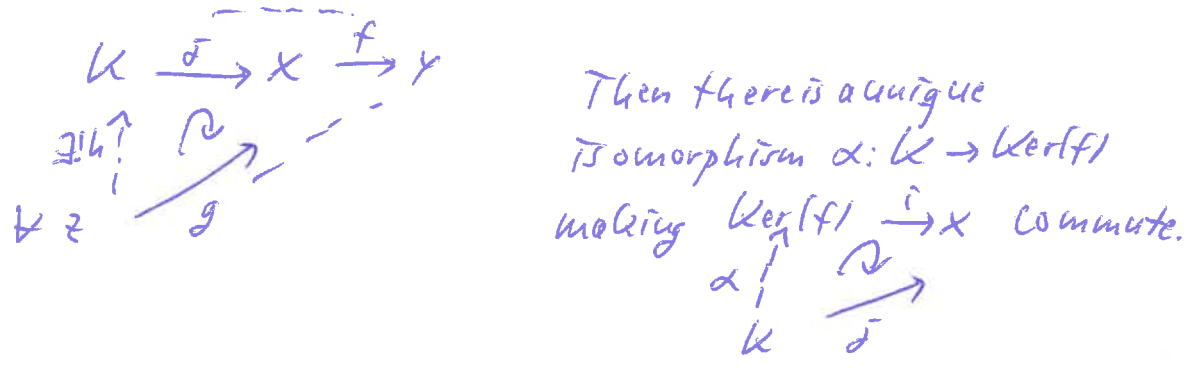 K j→ X f→ Y
∃!h
∀ Z g
Then there is a unique
isomorphism α: K → Ker(f)
making Ker(f) i→ X commute.
α
K j